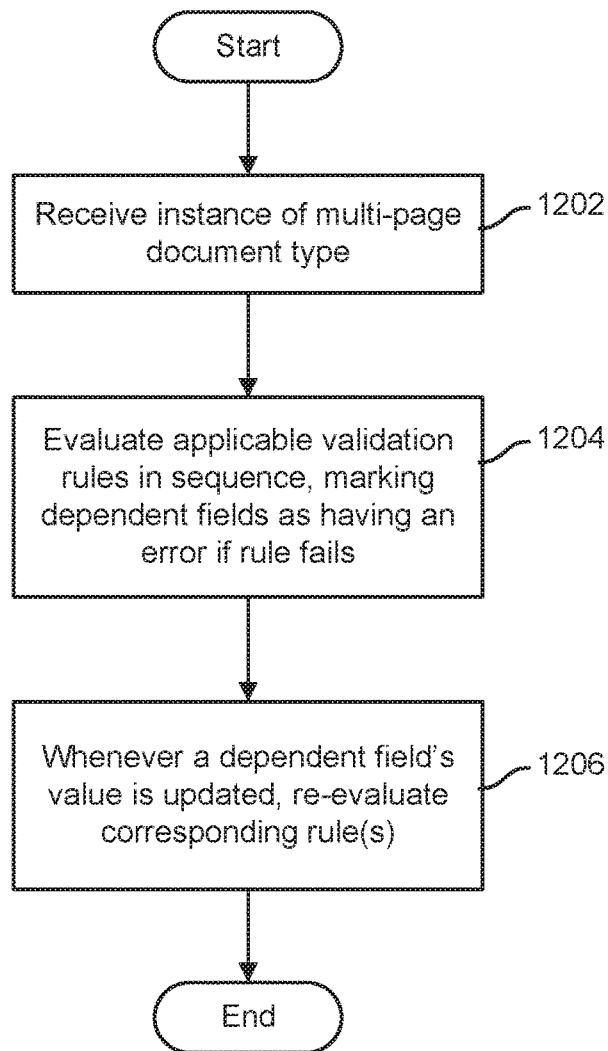 Start
Receive instance of multi-page
document type
1202
Evaluate applicable validation
rules in sequence, marking
dependent fields as having an
error if rule fails
1204
Whenever a dependent field's
value is updated, re-evaluate
corresponding rule(s)
1206
End